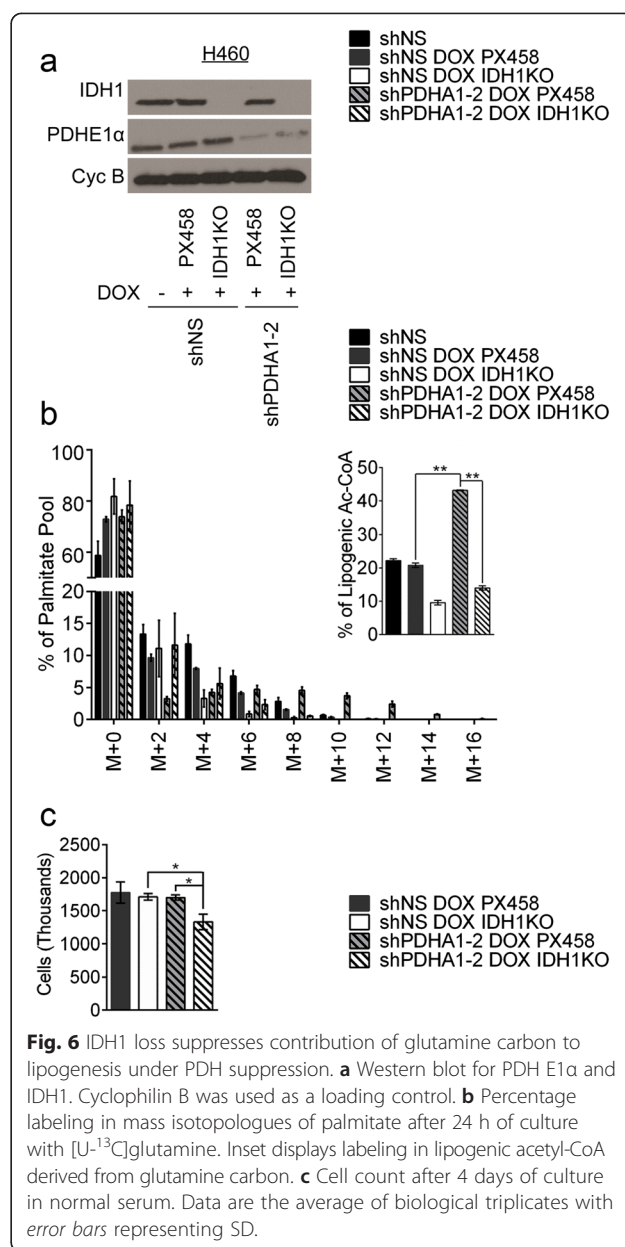 a
H460
IDH1
PDHE1α
Cyc B
PX458
IDH1KO
PX458
IDH1KO
DOX - + + + +
shNS
shPDHA1-2
shNS
shNS DOX PX458
shNS DOX IDH1KO
shPDHA1-2 DOX PX458
shPDHA1-2 DOX IDH1KO
shNS
shNS DOX PX458
shNS DOX IDH1KO
shPDHA1-2 DOX PX458
shPDHA1-2 DOX IDH1KO
b
% of Palmitate Pool
100
80
60
20
15
10
5
0
M+0
M+2
M+4
M+6
M+8
M+10
M+12
M+14
M+16
% of Lipogenic Ac-CoA
50
40
30
20
10
0
**
**
c
Cells (Thousands)
2500
2000
1500
1000
500
0
*
*
shNS DOX PX458
shNS DOX IDH1KO
shPDHA1-2 DOX PX458
shPDHA1-2 DOX IDH1KO
Fig. 6 IDH1 loss suppresses contribution of glutamine carbon to
lipogenesis under PDH suppression. a Western blot for PDH E1α and
IDH1. Cyclophilin B was used as a loading control. b Percentage
labeling in mass isotopologues of palmitate after 24 h of culture
with [U-¹³C]glutamine. Inset displays labeling in lipogenic acetyl-CoA
derived from glutamine carbon. c Cell count after 4 days of culture
in normal serum. Data are the average of biological triplicates with
error bars representing SD.